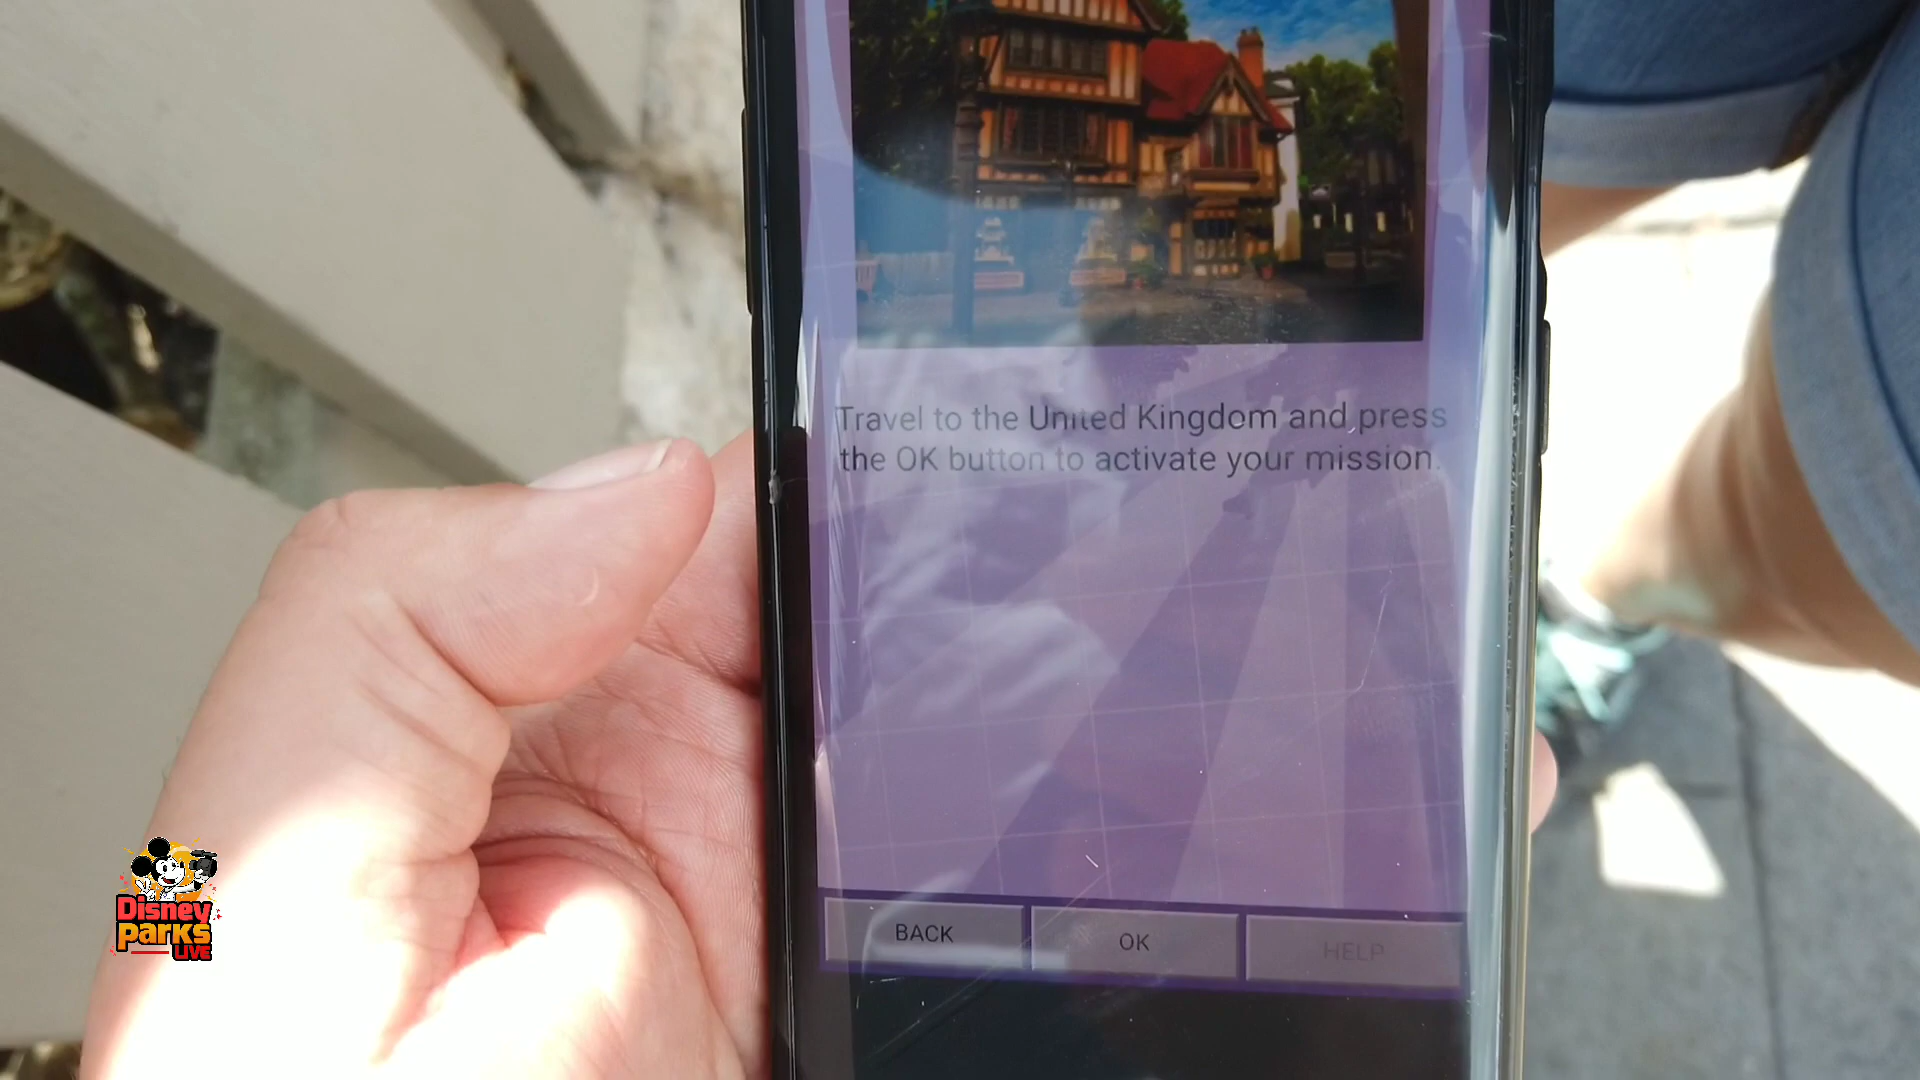 Travel to the United Kingdom and press
the OK button to activate your mission.
BACK
OK
HELP
Disney
Parks
LIVE